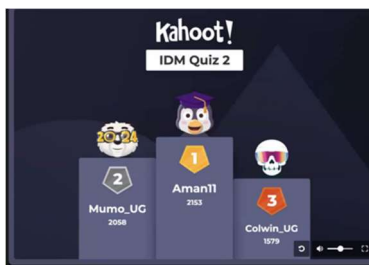 Kahoot!
IDM Quiz 2
2024
1
Aman11
2153
2
Mumo_UG
2058
3
Colwin_UG
1579